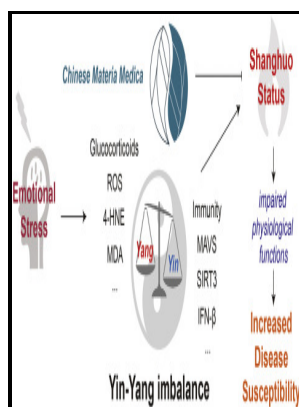 Chinese Materia Medica
Shanghuo
Status
Emotional
Stress
Glucocorticoids
ROS
4-HNE
MDA
...
Yang
Yin
Immunity
MAVS
SIRT3
IFN-β
...
impaired
physiological
functions
Increased
Disease
Susceptibility
Yin-Yang imbalance